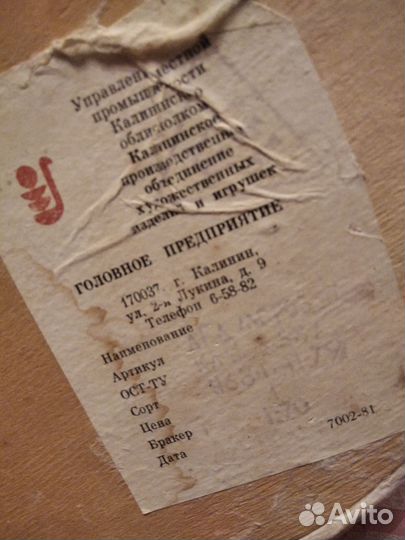 Управление местной
промышленности
Калининского
облисполкома
Калининское
производственное
объединение
художественных
изделий и игрушек
ГОЛОВНОЕ ПРЕДПРИЯТИЕ
170037. г. Калинин,
ул. 2-я Лукина, д. 9
Телефон 6-58-82
Наименование
Артикул
ОСТ-ТУ
Сорт
Цена
Бракер
Дата
7002-81
Avito